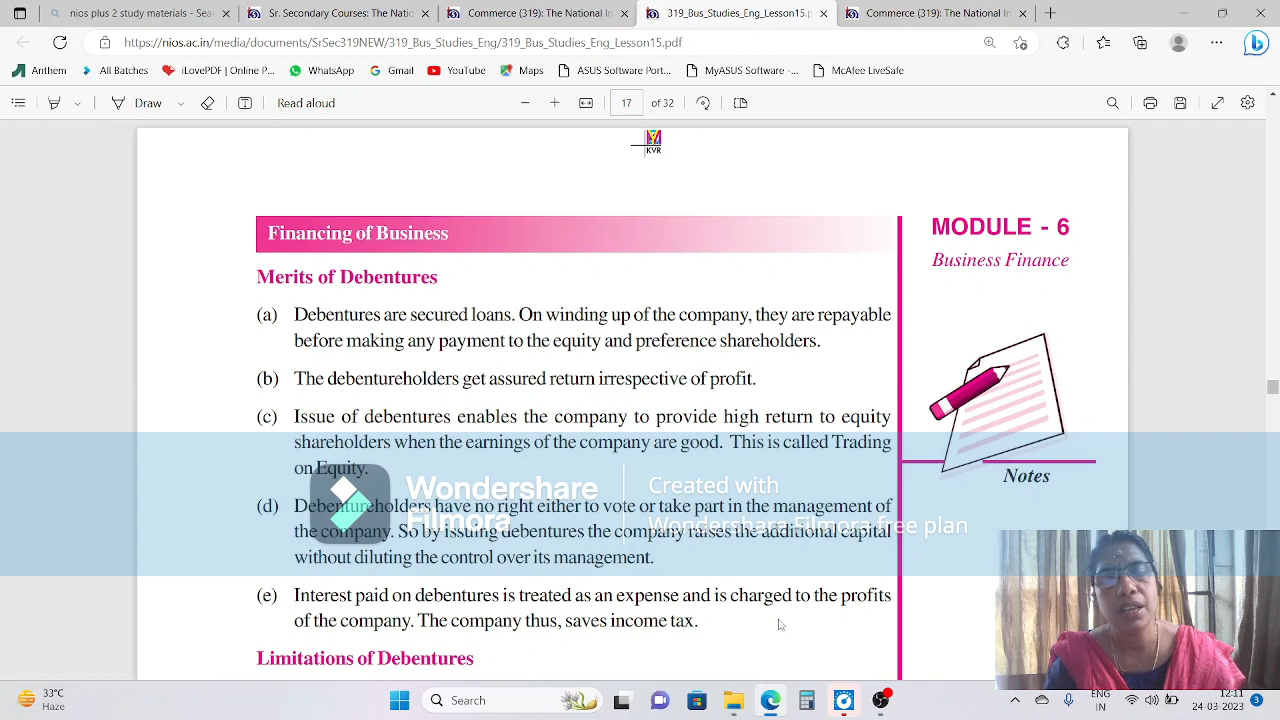 nios plus 2 study materials - Sea
Sr. Secondary Courses : The Nati
Commerce (319): The National In
319_Bus_Studies_Eng_Lesson15.p
Commerce (319): The National In
https://nios.ac.in/media/documents/SrSec319NEW/319_Bus_Studies_Eng/319_Bus_Studies_Eng_Lesson15.pdf
Anthem
All Batches
iLovePDF | Online P...
WhatsApp
Gmail
YouTube
Maps
ASUS Software Port...
MyASUS Software -...
McAfee LiveSafe
Draw
Read aloud
17 of 32
KVR
Financing of Business
MODULE - 6
Business Finance
Merits of Debentures
(a) Debentures are secured loans. On winding up of the company, they are repayable
before making any payment to the equity and preference shareholders.
(b) The debentureholders get assured return irrespective of profit.
(c) Issue of debentures enables the company to provide high return to equity
shareholders when the earnings of the company are good. This is called Trading
on Equity.
Notes
Wondershare
Filmora
Created with
Wondershare Filmora free plan
(d) Debentureholders have no right either to vote or take part in the management of
the company. So by issuing debentures the company raises the additional capital
without diluting the control over its management.
(e) Interest paid on debentures is treated as an expense and is charged to the profits
of the company. The company thus, saves income tax.
Limitations of Debentures
33°C
Haze
Search
ENG
IN
12:11
24-03-2023
3